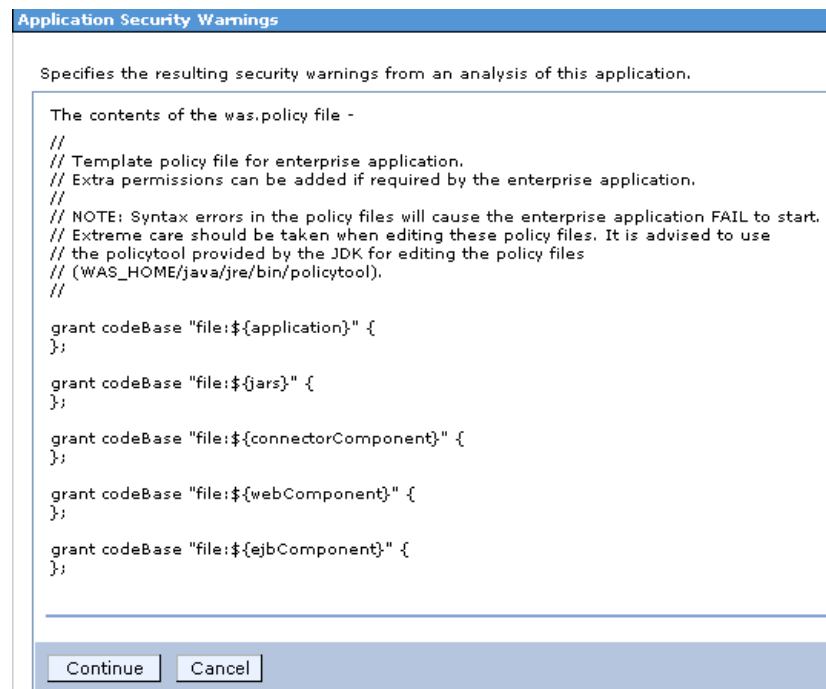 Application Security Warnings
Specifies the resulting security warnings from an analysis of this application.
The contents of the was.policy file -
//
// Template policy file for enterprise application.
// Extra permissions can be added if required by the enterprise application.
//
// NOTE: Syntax errors in the policy files will cause the enterprise application FAIL to start.
// Extreme care should be taken when editing these policy files. It is advised to use
// the policytool provided by the JDK for editing the policy files
// (WAS_HOME/java/jre/bin/policytool).
//
grant codeBase "file:${application}" {
};
grant codeBase "file:${jars}" {
};
grant codeBase "file:${connectorComponent}" {
};
grant codeBase "file:${webComponent}" {
};
grant codeBase "file:${ejbComponent}" {
};
Continue Cancel